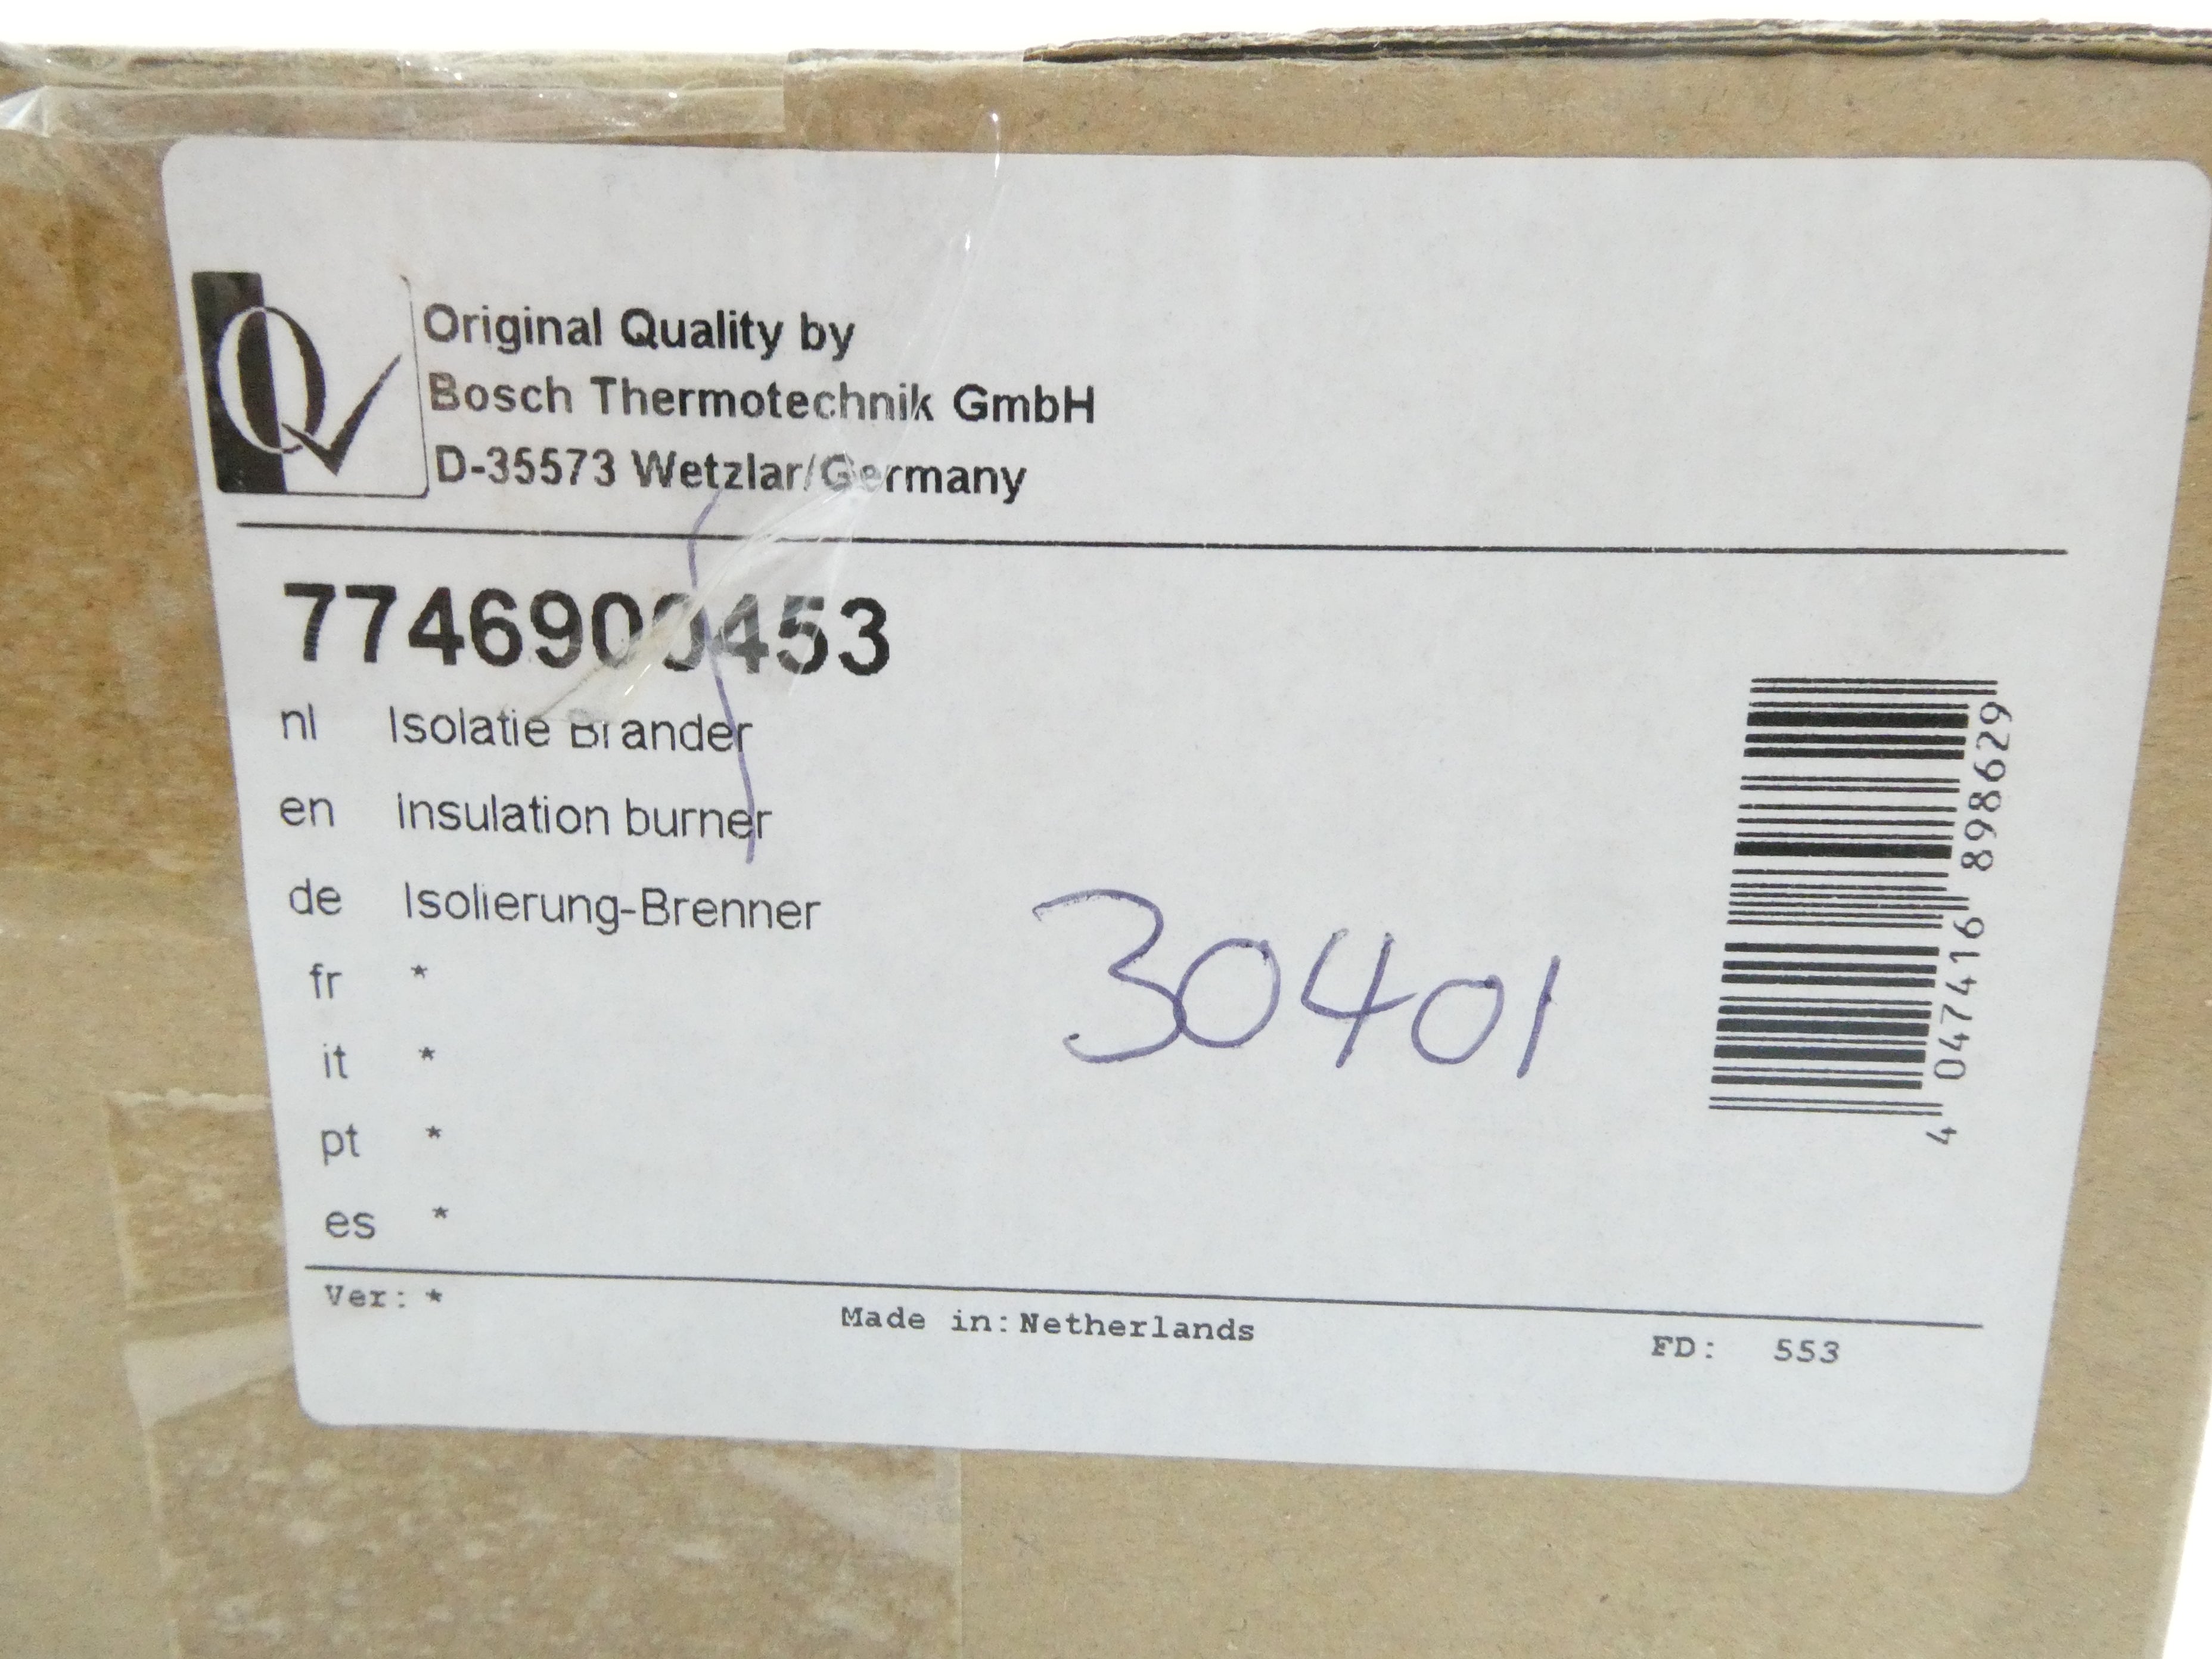 Q
Original Quality by
Bosch Thermotechnik GmbH
D-35573 Wetzlar/Germany
7746900453
nl Isolatie Brander
en Insulation burner
de Isolierung-Brenner
fr *
it *
pt *
es *
30401
4 047416 898629
Ver: *
Made in: Netherlands
FD: 553